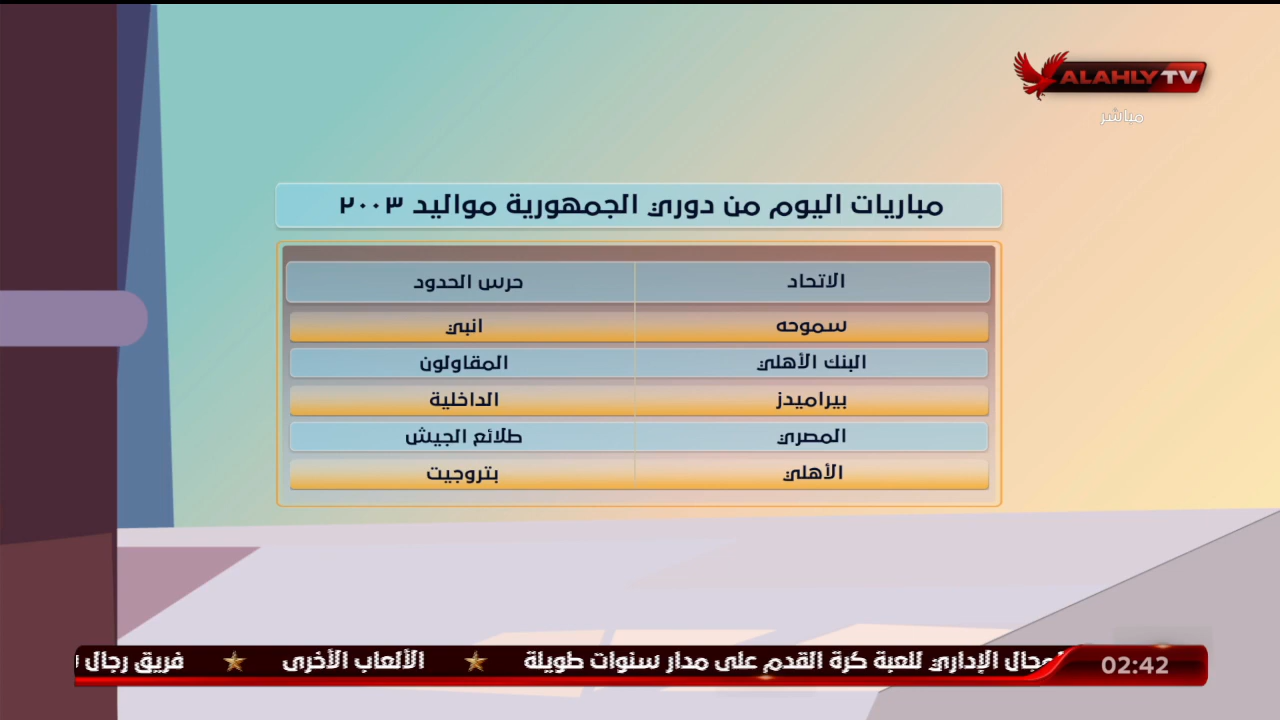 ALAHLY TV
مباشر
مباريات اليوم من دوري الجمهورية مواليد ٢٠٠٣
الاتحاد حرس الحدود
سموحه انبي
البنك الأهلي المقاولون
بيراميدز الداخلية
المصري طلائع الجيش
الأهلي بتروجيت
الإداري للعبة كرة القدم على مدار سنوات طويلة ★ الألعاب الأخرى ★ فريق رجال
02:42